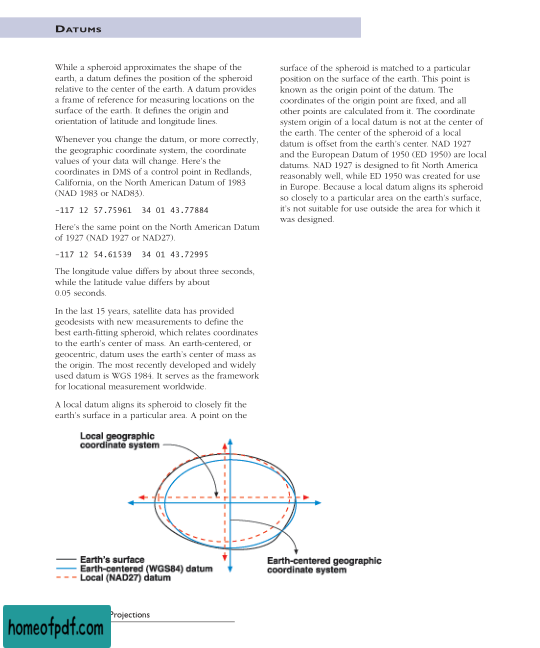 DATUMS
While a spheroid approximates the shape of the
earth, a datum defines the position of the spheroid
relative to the center of the earth. A datum provides
a frame of reference for measuring locations on the
surface of the earth. It defines the origin and
orientation of latitude and longitude lines.
Whenever you change the datum, or more correctly,
the geographic coordinate system, the coordinate
values of your data will change. Here's the
coordinates in DMS of a control point in Redlands,
California, on the North American Datum of 1983
(NAD 1983 or NAD83).
-117 12 57.75961 34 01 43.77884
Here's the same point on the North American Datum
of 1927 (NAD 1927 or NAD27).
-117 12 54.61539 34 01 43.72995
The longitude value differs by about three seconds,
while the latitude value differs by about
0.05 seconds.
In the last 15 years, satellite data has provided
geodesists with new measurements to define the
best earth-fitting spheroid, which relates coordinates
to the earth's center of mass. An earth-centered, or
geocentric, datum uses the earth's center of mass as
the origin. The most recently developed and widely
used datum is WGS 1984. It serves as the framework
for locational measurement worldwide.
A local datum aligns its spheroid to closely fit the
earth's surface in a particular area. A point on the
surface of the spheroid is matched to a particular
position on the surface of the earth. This point is
known as the origin point of the datum. The
coordinates of the origin point are fixed, and all
other points are calculated from it. The coordinate
system origin of a local datum is not at the center of
the earth. The center of the spheroid of a local
datum is offset from the earth's center. NAD 1927
and the European Datum of 1950 (ED 1950) are local
datums. NAD 1927 is designed to fit North America
reasonably well, while ED 1950 was created for use
in Europe. Because a local datum aligns its spheroid
so closely to a particular area on the earth's surface,
it's not suitable for use outside the area for which it
was designed.
Local geographic
coordinate system
Earth's surface
Earth-centered (WGS84) datum
Local (NAD27) datum
Earth-centered geographic
coordinate system
Projections
homeofpdf.com